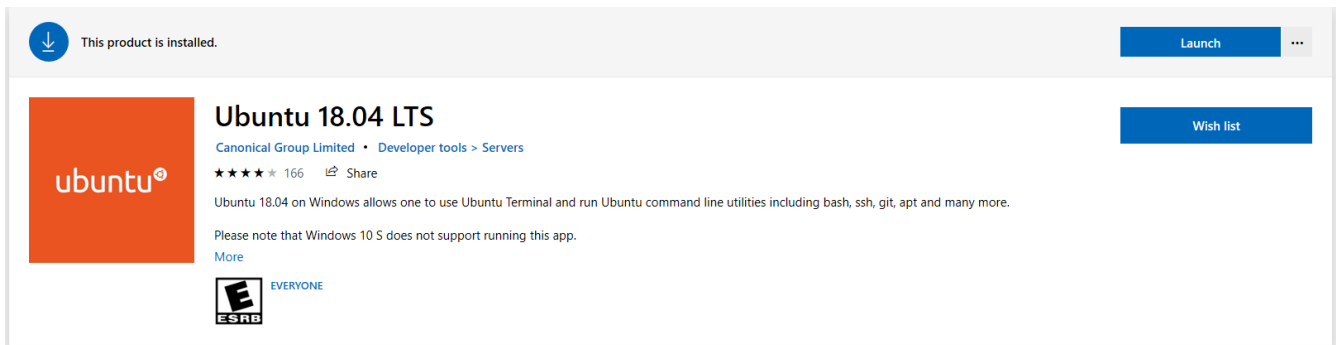 This product is installed.
Launch
...
ubuntu
Ubuntu 18.04 LTS
Canonical Group Limited • Developer tools > Servers
166 Share
Wish list
Ubuntu 18.04 on Windows allows one to use Ubuntu Terminal and run Ubuntu command line utilities including bash, ssh, git, apt and many more.
Please note that Windows 10 S does not support running this app.
More
E
EVERYONE
ESRB